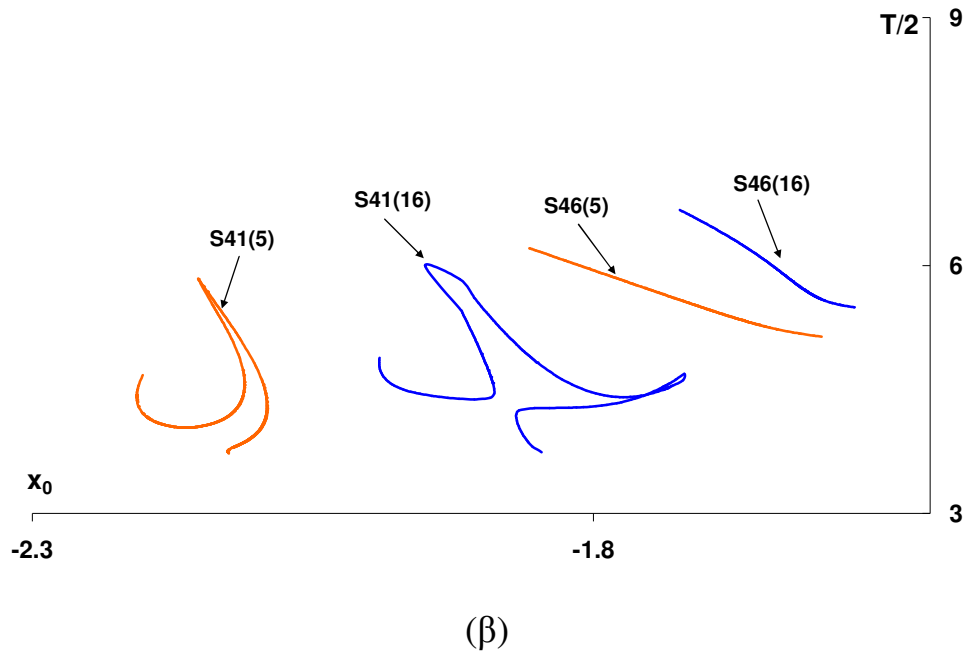 T/2
9
S46(16)
S41(16)
S46(5)
S41(5)
6
x₀
3
-2.3
-1.8
(β)